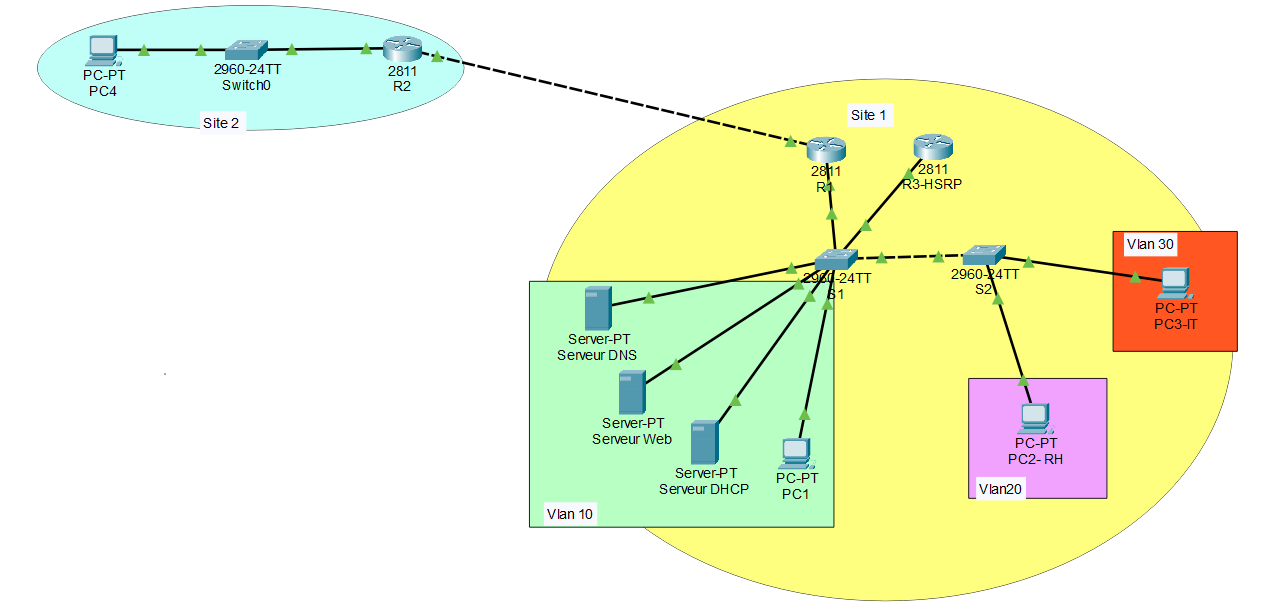 PC-PT
PC4
2960-24TT
Switch0
2811
R2
Site 2
Site 1
2811
R1
2811
R3-HSRP
2960-24TT
S1
2960-24TT
S2
Vlan 30
PC-PT
PC3-IT
Server-PT
Serveur DNS
Server-PT
Serveur Web
Server-PT
Serveur DHCP
PC-PT
PC1
Vlan 10
PC-PT
PC2- RH
Vlan20